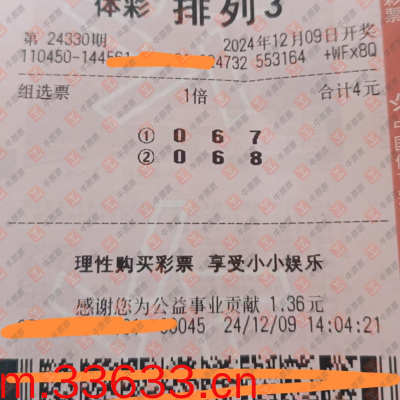 体彩 排列3
第 24330期 2024年12月09日开奖
110450-144561 24732 553164 +WFx8Q
组选票 1倍 合计4元
① 0 6 7
② 0 6 8
理性购买彩票 享受小小娱乐
感谢您为公益事业贡献 1.36元
60045 24/12/09 14:04:21
m.33633.cn